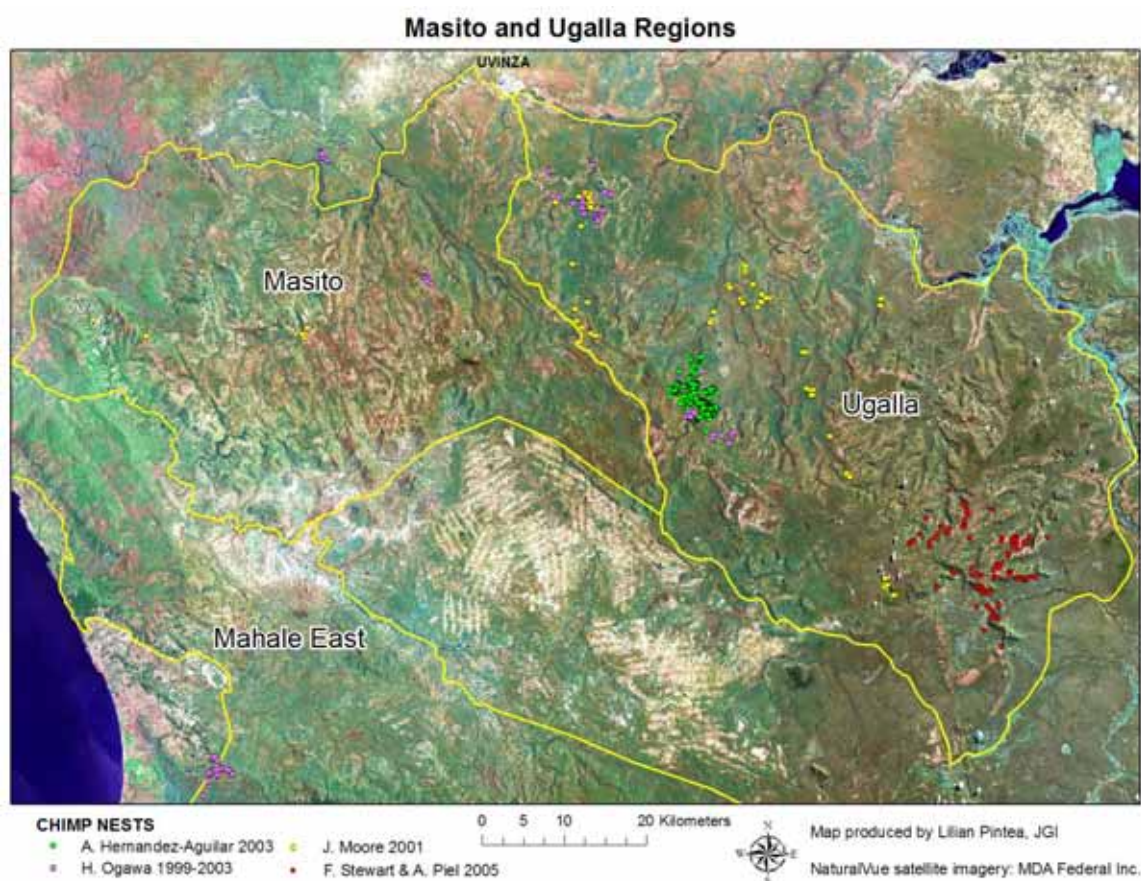 Masito and Ugalla Regions
UVINZA
Masito
Ugalla
Mahale East
CHIMP NESTS
A. Hernandez-Aguilar 2003
H. Ogawa 1999-2003
J. Moore 2001
F. Stewart & A. Piel 2005
0 5 10 20 Kilometers
N
W E
S
Map produced by Lilian Pintea, JGI
NaturalVue satellite imagery: MDA Federal Inc.